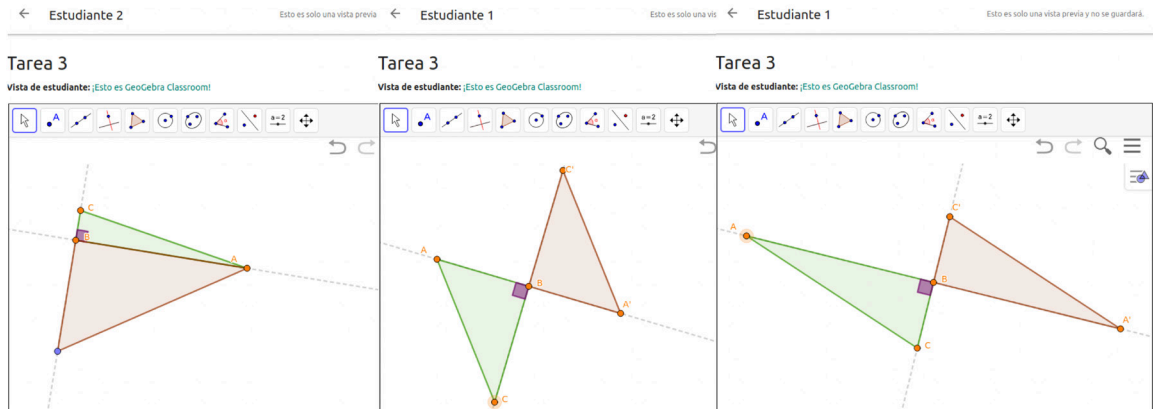 Estudiante 2
Esto es solo una vista previa
Tarea 3
Vista de estudiante: ¡Esto es GeoGebra Classroom!
A
a=2
C
B
A
Estudiante 1
Esto es solo una vis
Tarea 3
Vista de estudiante: ¡Esto es GeoGebra Classroom!
A
a=2
C'
A
B
A'
C
Estudiante 1
Esto es solo una vista previa y no se guardará.
Tarea 3
Vista de estudiante: ¡Esto es GeoGebra Classroom!
A
a=2
C'
A
B
A'
C